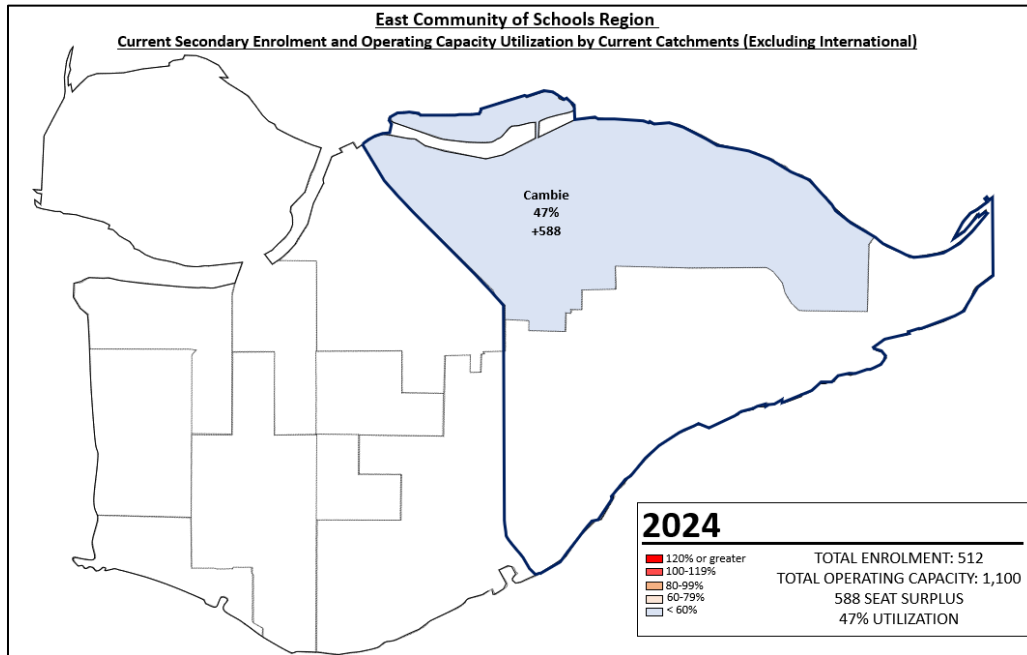 East Community of Schools Region
Current Secondary Enrolment and Operating Capacity Utilization by Current Catchments (Excluding International)
Cambie
47%
+588
2024
120% or greater
100-119%
80-99%
60-79%
< 60%
TOTAL ENROLMENT: 512
TOTAL OPERATING CAPACITY: 1,100
588 SEAT SURPLUS
47% UTILIZATION